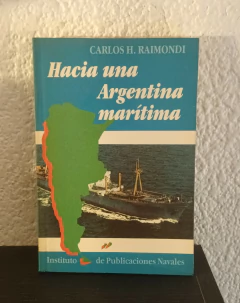 CARLOS H. RAIMONDI
Hacia una
Argentina
marítima
Instituto de Publicaciones Navales